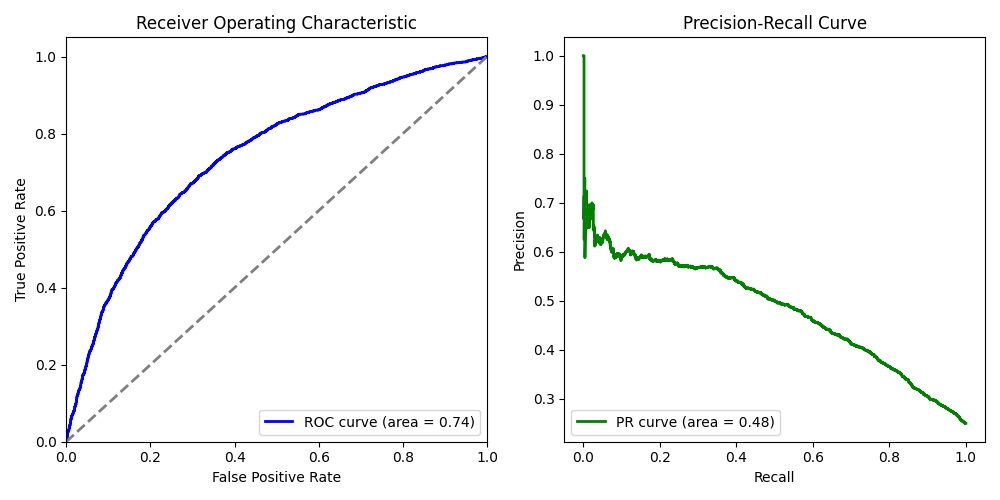 Receiver Operating Characteristic
True Positive Rate
1.0
0.8
0.6
0.4
0.2
0.0
0.0 0.2 0.4 0.6 0.8 1.0
False Positive Rate
ROC curve (area = 0.74)
Precision-Recall Curve
Precision
1.0
0.9
0.8
0.7
0.6
0.5
0.4
0.3
0.0 0.2 0.4 0.6 0.8 1.0
Recall
PR curve (area = 0.48)